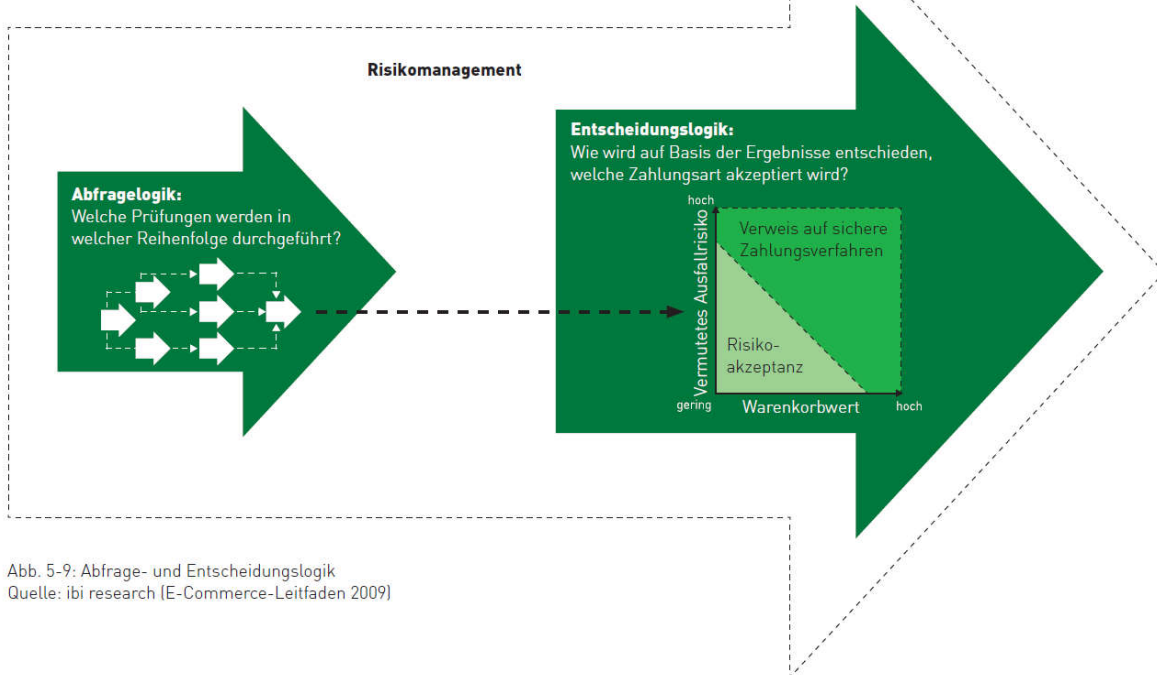 Risikomanagement
Abfragelogik:
Welche Prüfungen werden in
welcher Reihenfolge durchgeführt?
Entscheidungslogik:
Wie wird auf Basis der Ergebnisse entschieden,
welche Zahlungsart akzeptiert wird?
hoch
Vermutetes Ausfallrisiko
Verweis auf sichere
Zahlungsverfahren
Risiko-
akzeptanz
gering
Warenkorbwert
hoch
Abb. 5-9: Abfrage- und Entscheidungslogik
Quelle: ibi research (E-Commerce-Leitfaden 2009)